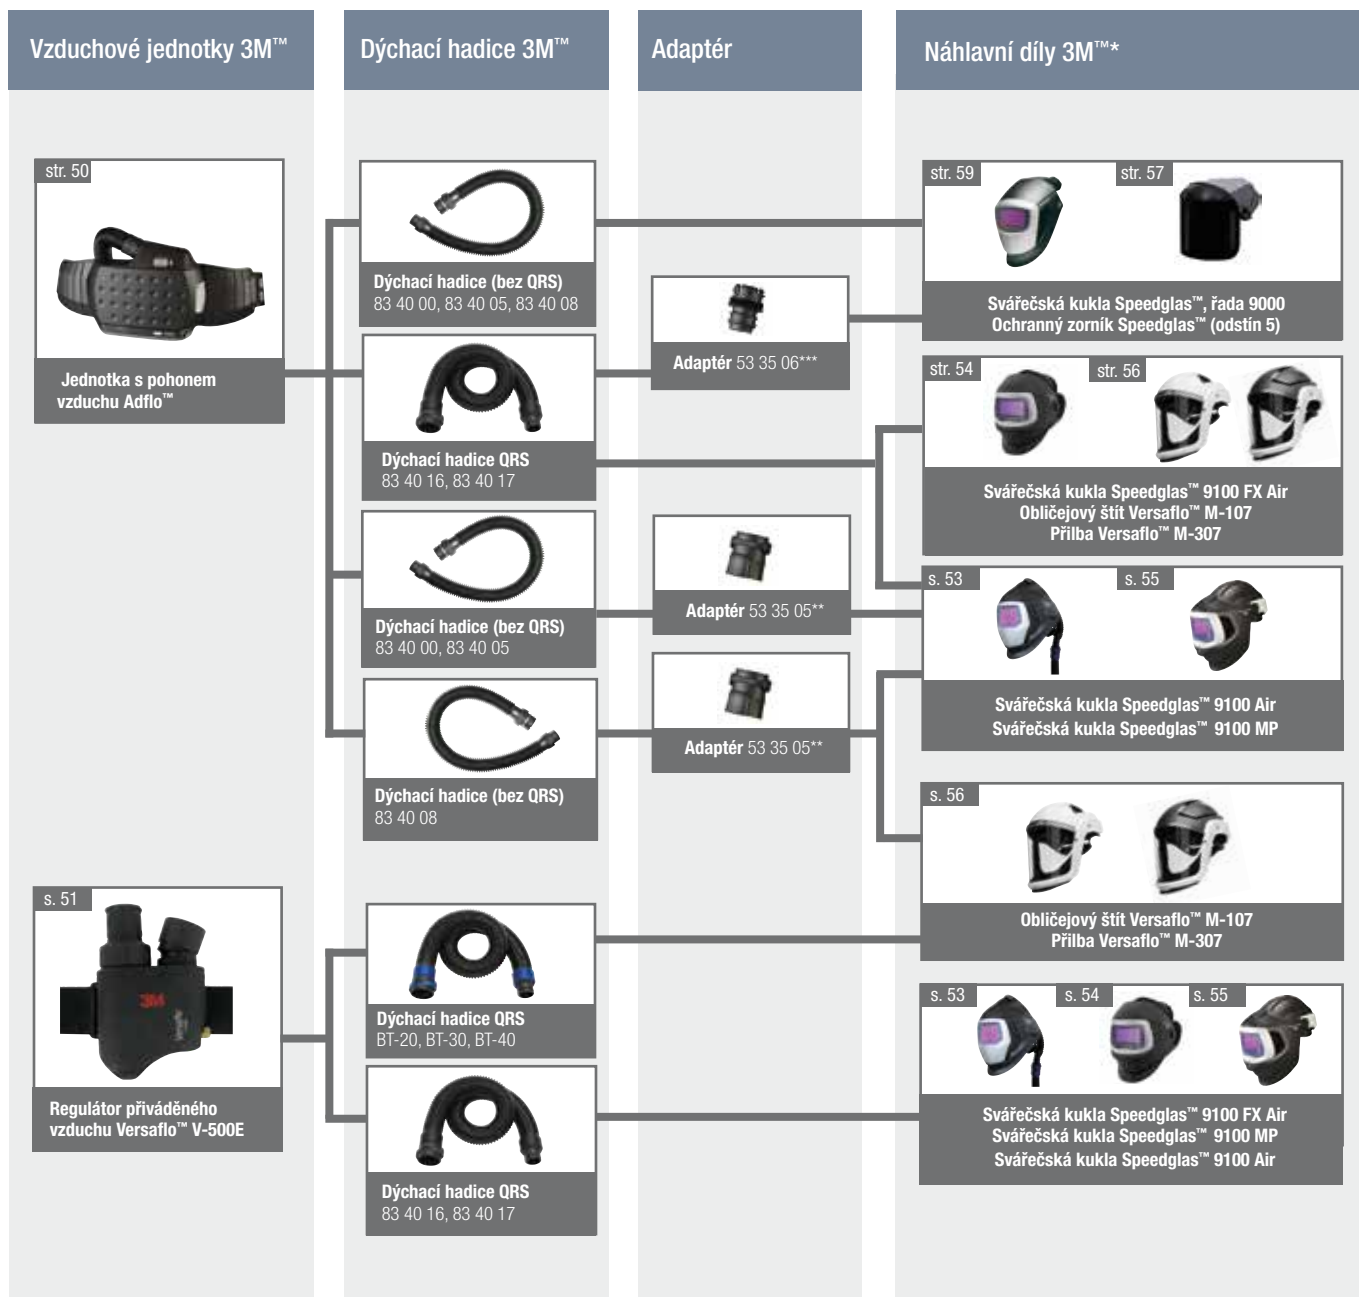 Vzduchové jednotky 3M™
Dýchací hadice 3M™
Adaptér
Náhlavní díly 3M™*
str. 50
Jednotka s pohonem
vzduchu Adflo™
s. 51
3M
Regulátor přiváděného
vzduchu Versaflo™ V-500E
Dýchací hadice (bez QRS)
83 40 00, 83 40 05, 83 40 08
Dýchací hadice QRS
83 40 16, 83 40 17
Dýchací hadice (bez QRS)
83 40 00, 83 40 05
Dýchací hadice (bez QRS)
83 40 08
Dýchací hadice QRS
BT-20, BT-30, BT-40
Dýchací hadice QRS
83 40 16, 83 40 17
Adaptér 53 35 06***
Adaptér 53 35 05**
Adaptér 53 35 05**
str. 59
str. 57
Svářečská kukla Speedglas™, řada 9000
Ochranný zorník Speedglas™ (odstín 5)
str. 54
str. 56
Svářečská kukla Speedglas™ 9100 FX Air
Obličejový štít Versaflo™ M-107
Přilba Versaflo™ M-307
s. 53
s. 55
Svářečská kukla Speedglas™ 9100 Air
Svářečská kukla Speedglas™ 9100 MP
s. 56
Obličejový štít Versaflo™ M-107
Přilba Versaflo™ M-307
s. 53
s. 54
s. 55
Svářečská kukla Speedglas™ 9100 FX Air
Svářečská kukla Speedglas™ 9100 MP
Svářečská kukla Speedglas™ 9100 Air